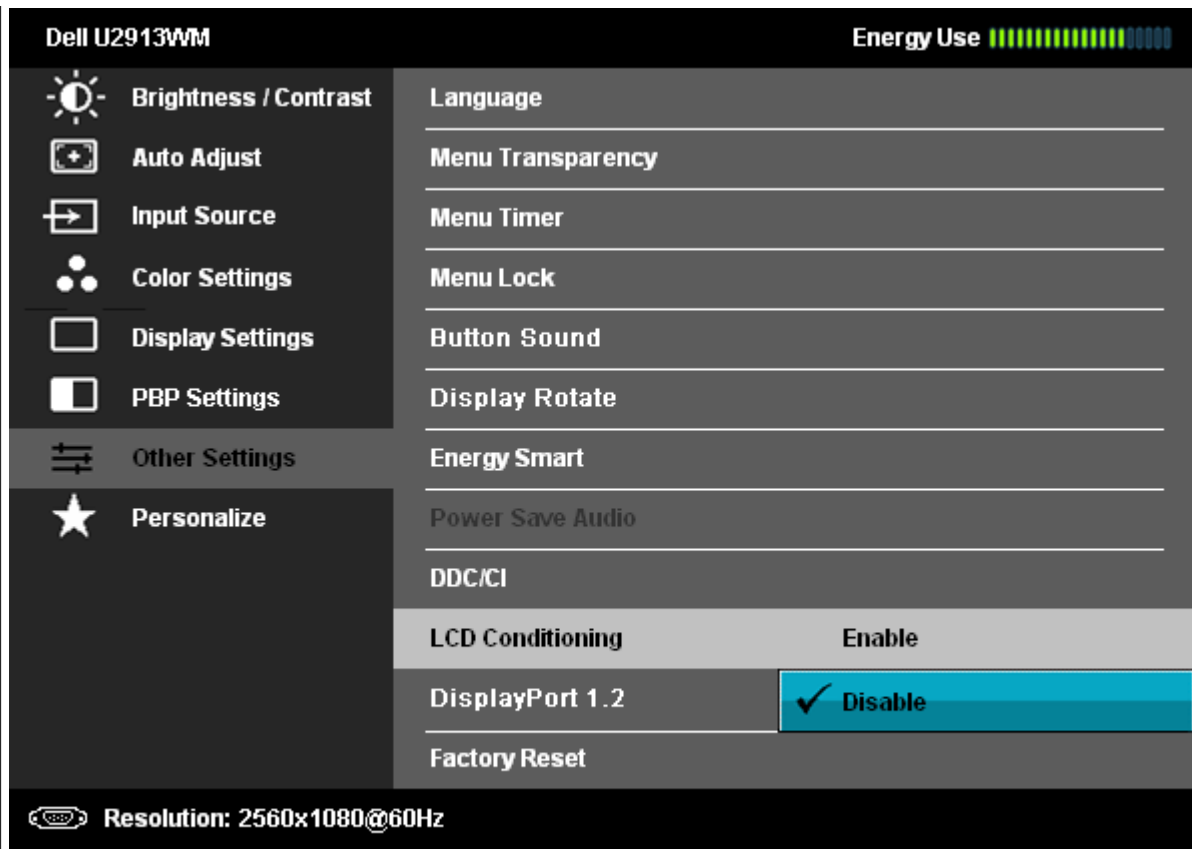 Dell U2913WM Energy Use
Brightness / Contrast Language
Auto Adjust Menu Transparency
Input Source Menu Timer
Color Settings Menu Lock
Display Settings Button Sound
PBP Settings Display Rotate
Other Settings Energy Smart
Personalize Power Save Audio
DDC/CI
LCD Conditioning Enable
DisplayPort 1.2 Disable
Factory Reset
Resolution: 2560x1080@60Hz